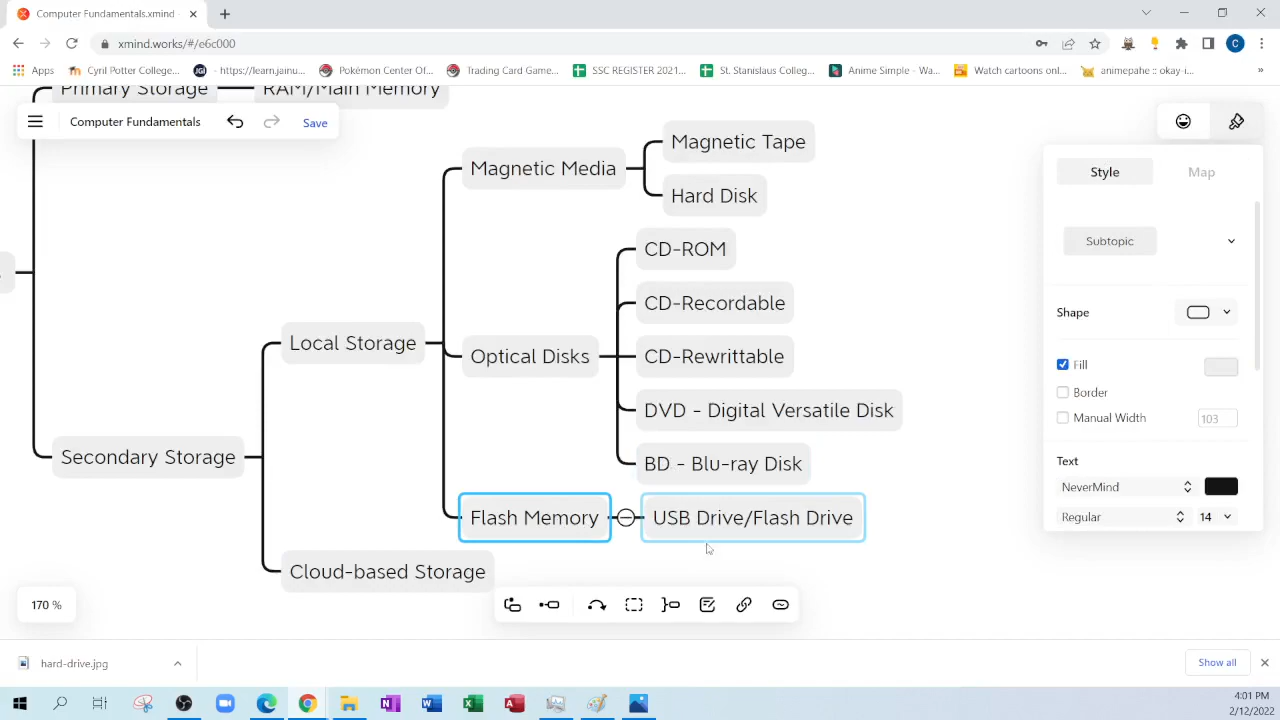 Computer Fundamentals.xmind
xmind.works/#/e6c000
C
Apps
Cyril Potter College...
JGI
- https://learn.jainu...
Pokémon Center Of...
Trading Card Game...
SSC REGISTER 2021...
St. Stanislaus Colleg...
Anime Simple - Wa...
Watch cartoons onl...
animepahe :: okay-i...
»
Primary Storage
RAM/Main Memory
Computer Fundamentals
Save
Magnetic Media
Magnetic Tape
Hard Disk
CD-ROM
CD-Recordable
Local Storage
Optical Disks
CD-Rewrittable
DVD - Digital Versatile Disk
Secondary Storage
BD - Blu-ray Disk
Flash Memory
USB Drive/Flash Drive
Cloud-based Storage
Style
Map
Subtopic
Shape
Fill
Border
Manual Width
103
Text
NeverMind
Regular
14
170 %
hard-drive.jpg
Show all
4:01 PM
2/12/2022